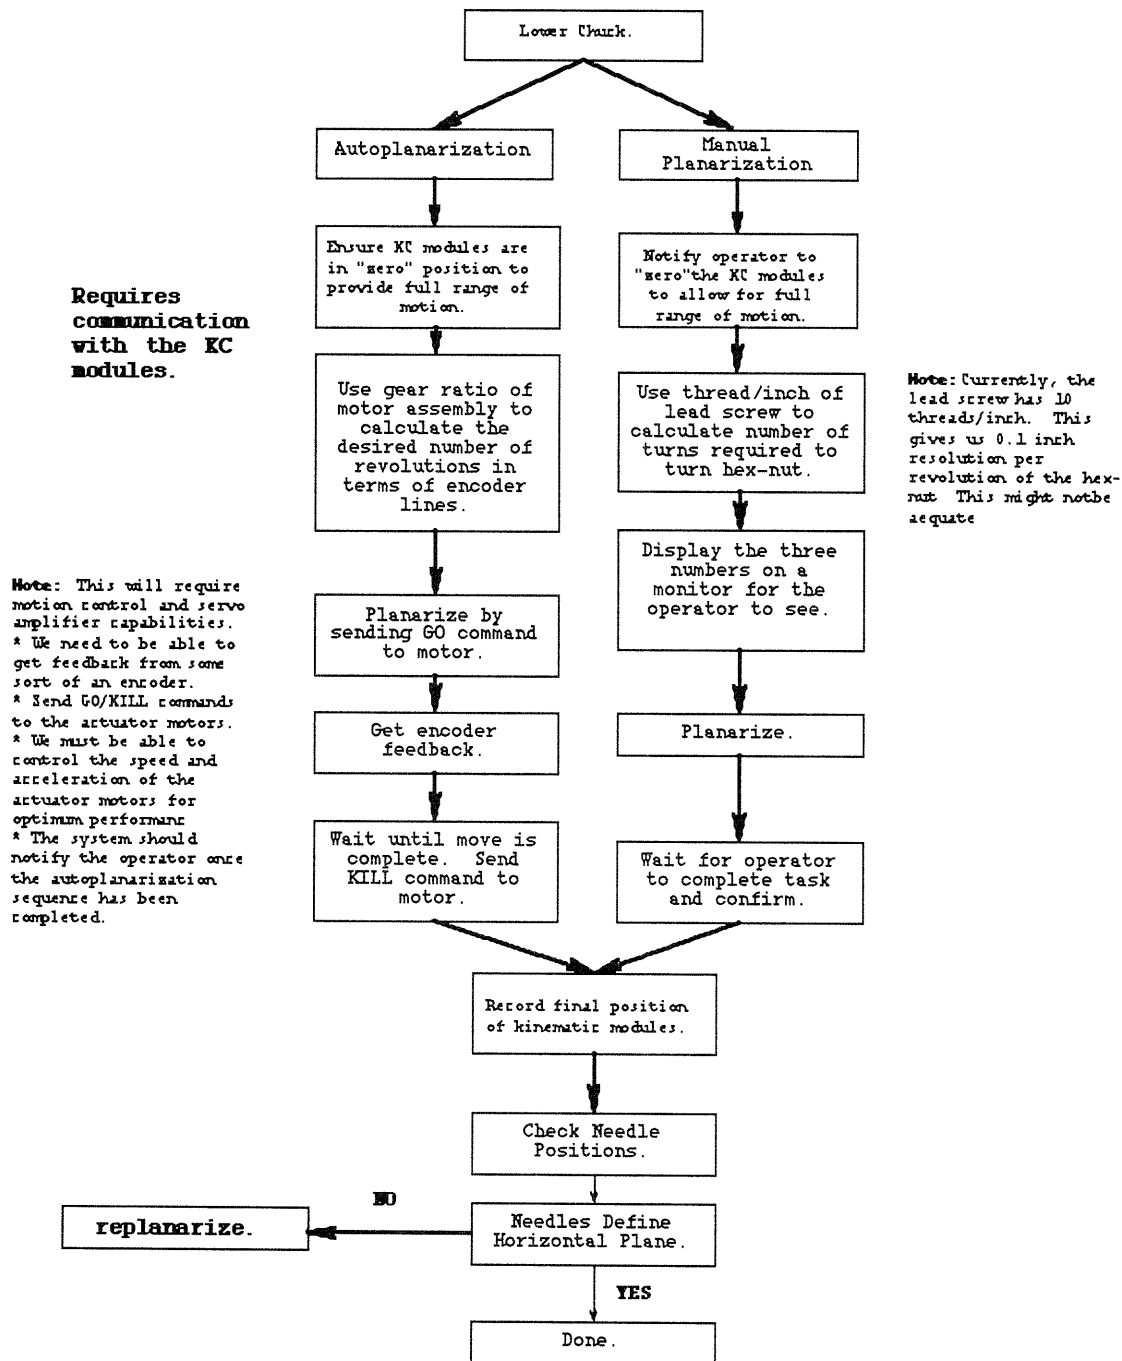 Lower Chuck.
Autoplanarization
Manual
Planarization
Ensure KC modules are
in "zero" position to
provide full range of
motion.
Notify operator to
"zero"the KC modules
to allow for full
range of motion.
Requires
communication
with the KC
modules.
Use gear ratio of
motor assembly to
calculate the
desired number of
revolutions in
terms of encoder
lines.
Use thread/inch of
lead screw to
calculate number of
turns required to
turn hex-nut.
Note: Currently, the
lead screw has 10
threads/inch. This
gives us 0.1 inch
resolution per
revolution of the hex-
nut This might notbe
aequate
Display the three
numbers on a
monitor for the
operator to see.
Note: This will require
motion control and servo
amplifier capabilities.
* We need to be able to
get feedback from some
sort of an encoder.
* Send GO/KILL commands
to the actuator motors.
* We must be able to
control the speed and
acceleration of the
actuator motors for
optimum performanc
* The system should
notify the operator once
the autoplanarization
sequence has been
completed.
Planarize by
sending GO command
to motor.
Get encoder
feedback.
Planarize.
Wait until move is
complete. Send
KILL command to
motor.
Wait for operator
to complete task
and confirm.
Record final position
of kinematic modules.
Check Needle
Positions.
NO
replanarize.
Needles Define
Horizontal Plane.
YES
Done.